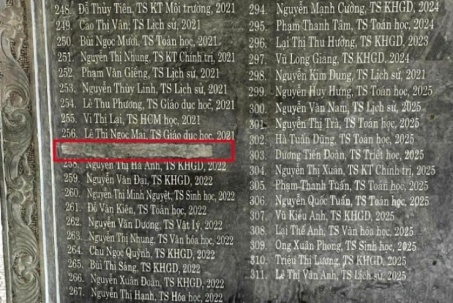 248. Đỗ Thủy Tiên, TS KT Môi trường, 2021
249. Cáo Thị Vân, TS Lịch sử, 2021
250. Bùi Ngọc Mười, TS Toán học, 2021
251. Nguyễn Thị Nhung, TS KT Chính trị, 2021
252. Phạm Văn Giềng, TS Lịch sử, 2021
253. Nguyễn Thùy Linh, TS Lịch sử, 2021
254. Lê Thu Phương, TS Giáo dục học, 2021
255. Vi Thị Lai, TS HCM học, 2021
256. Lê Thị Ngọc Mai, TS Giáo dục học, 2021
258. Nguyễn Thị Hà Anh, TS KHGD, 2022
259. Nguyễn Văn Đại, TS KHGD, 2022
260. Nguyễn Thị Minh Nguyệt, TS Sinh học, 2022
261. Đỗ Văn Kiên, TS Toán học, 2022
262. Nguyễn Văn Dương, TS Vật Lý, 2022
263. Nguyễn Thị Nhung, TS Văn hóa học, 2022
264. Chu Ngọc Quỳnh, TS KHGD, 2022
265. Bùi Thị Sáng, TS KHGD, 2022
266. Nguyễn Xuân Đoàn, TS KHGD, 2022
267. Nguyễn Thị Hạnh, TS Hóa học, 2022
294. Nguyễn Mạnh Cường, TS KHGD, 2022
295. Phạm Thanh Tâm, TS Toán học, 2024
296. Lại Thị Thu Hường, TS KHGD, 2023
297. Vũ Long Giang, TS KHGD, 2024
298. Nguyễn Kim Dung, TS Lịch sử, 2025
299. Nguyễn Huy Hưng, TS Toán học, 2025
300. Nguyễn Văn Nam, TS Lịch sử, 2025
301. Nguyễn Thị Trà, TS Toán học, 2025
302. Hà Tuấn Dũng, TS Toán học, 2025
303. Dương Tiến Đoàn, TS Triết học, 2025
304. Nguyễn Thị Xuân, TS KT Chính trị, 2025
305. Phạm Thanh Tuấn, TS Toán học, 2025
306. Nguyễn Quốc Tuấn, TS Toán học, 2025
307. Vũ Kiều Anh, TS KHGD, 2025
308. Lại Thế Anh, TS Văn hóa học, 2025
309. Ong Xuân Phong, TS Sinh học, 2025
310. Triệu Thị Lương, TS KHGD, 2025
311. Lê Thị Vân Anh, TS Lịch sử, 2025